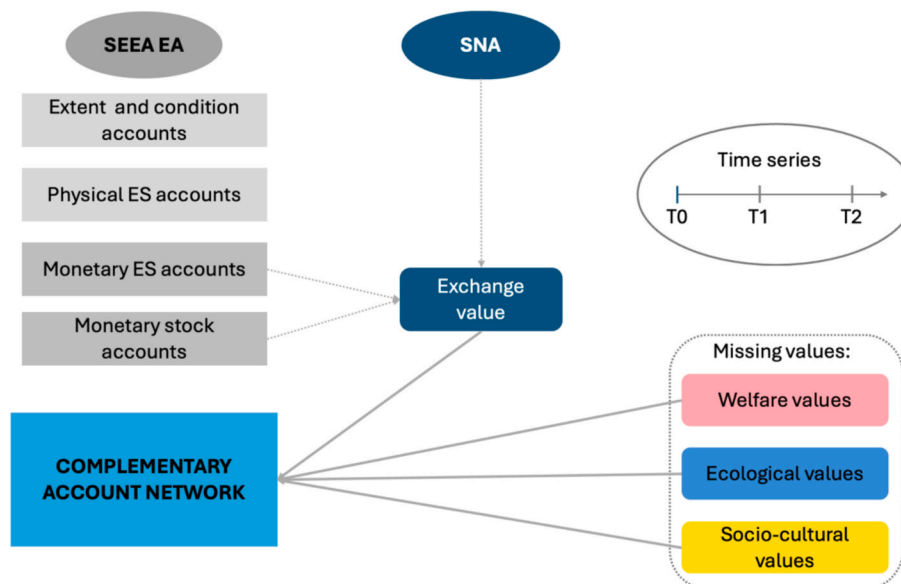 SEEA EA
SNA
Extent and condition
accounts
Physical ES accounts
Monetary ES accounts
Monetary stock
accounts
Exchange
value
Time series
T0 T1 T2
Missing values:
Welfare values
Ecological values
Socio-cultural
values
COMPLEMENTARY
ACCOUNT NETWORK